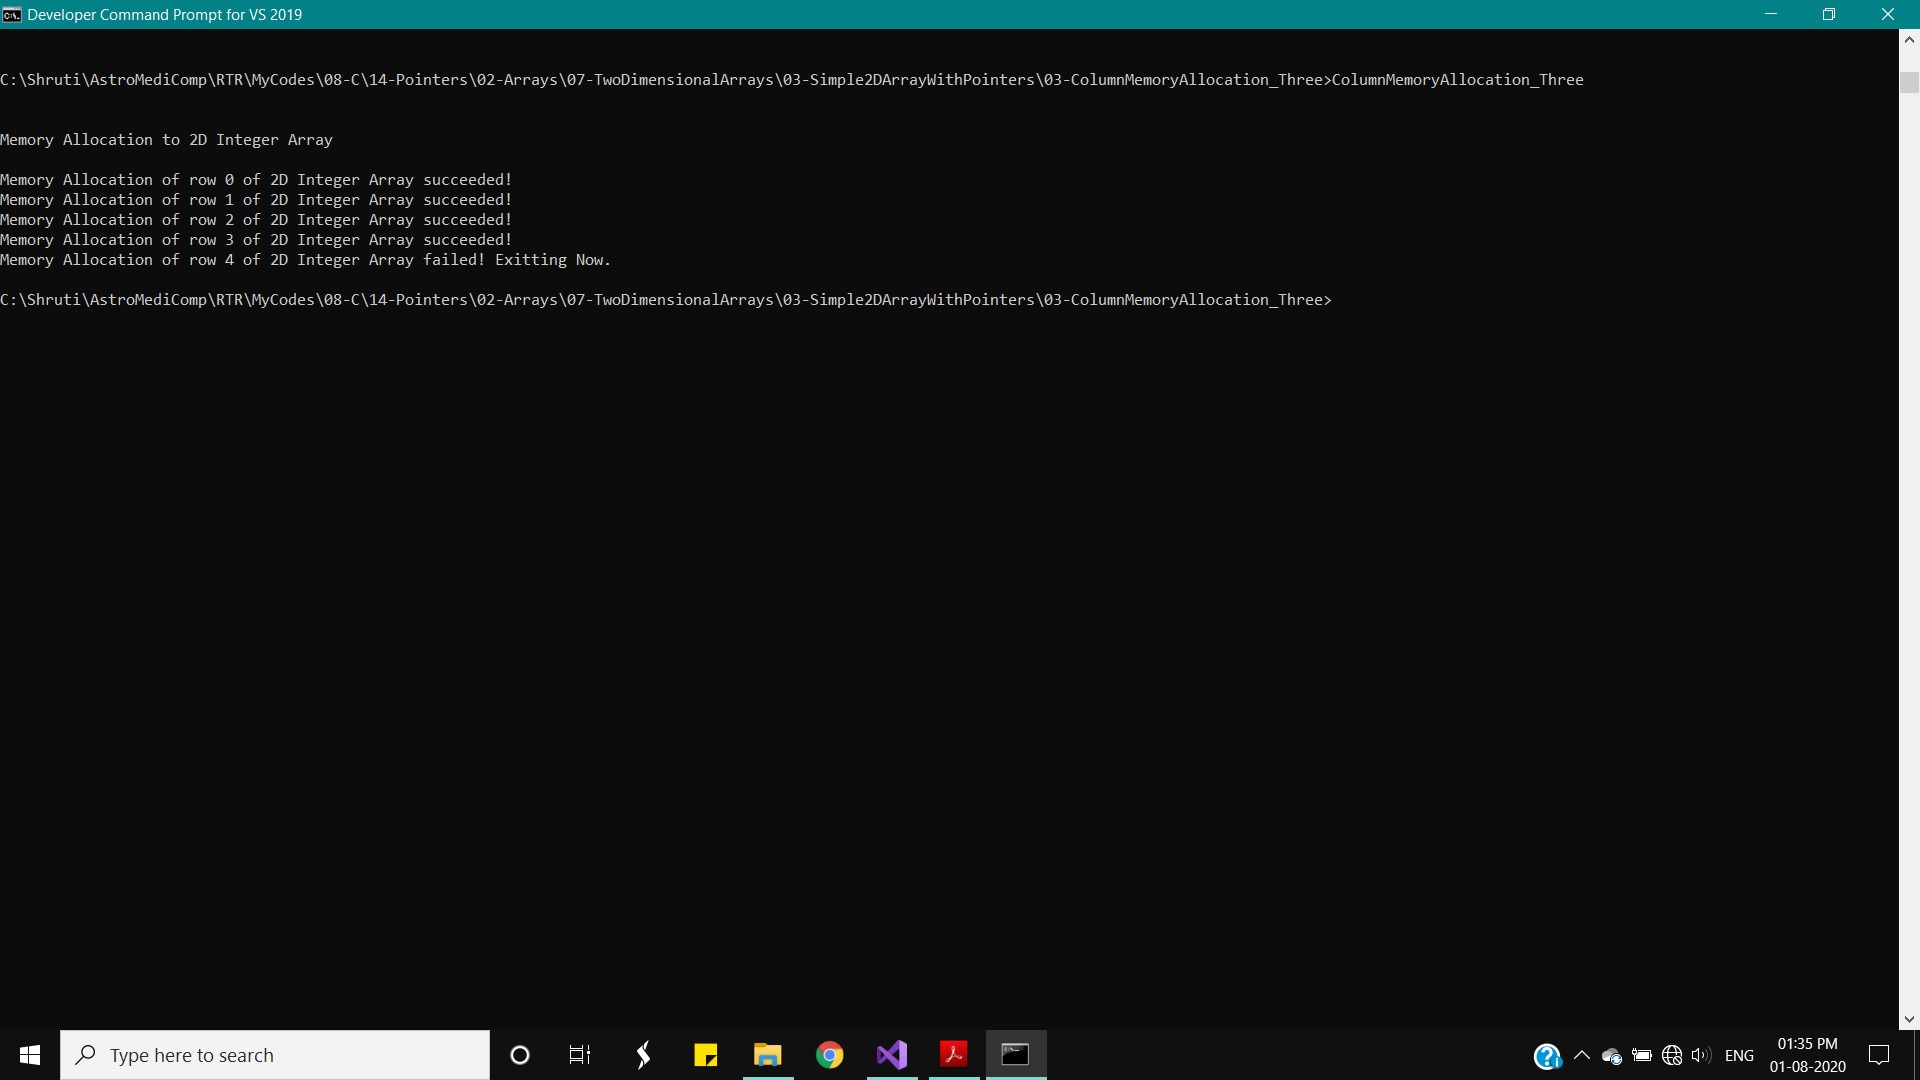 Developer Command Prompt for VS 2019
C:\Shruti\AstroMediComp\RTR\MyCodes\08-C\14-Pointers\02-Arrays\07-TwoDimensionalArrays\03-Simple2DArrayWithPointers\03-ColumnMemoryAllocation_Three>ColumnMemoryAllocation_Three
Memory Allocation to 2D Integer Array
Memory Allocation of row 0 of 2D Integer Array succeeded!
Memory Allocation of row 1 of 2D Integer Array succeeded!
Memory Allocation of row 2 of 2D Integer Array succeeded!
Memory Allocation of row 3 of 2D Integer Array succeeded!
Memory Allocation of row 4 of 2D Integer Array failed! Exitting Now.
C:\Shruti\AstroMediComp\RTR\MyCodes\08-C\14-Pointers\02-Arrays\07-TwoDimensionalArrays\03-Simple2DArrayWithPointers\03-ColumnMemoryAllocation_Three>
Type here to search
ENG
01:35 PM
01-08-2020